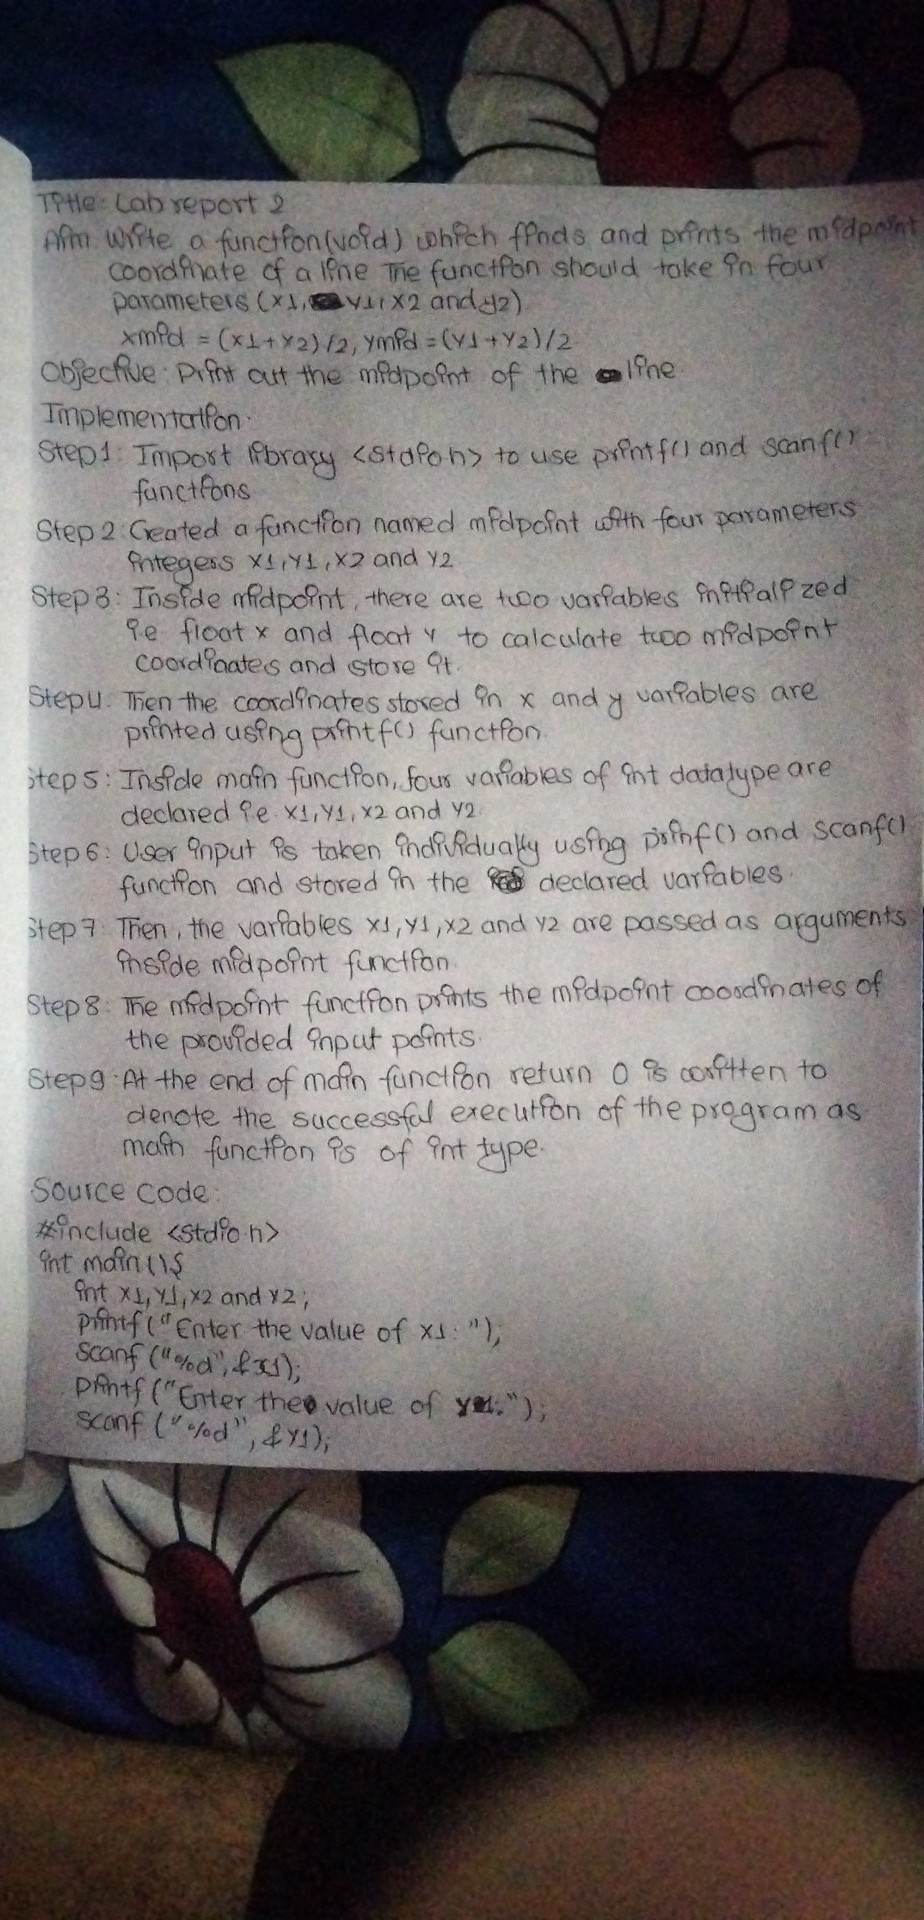 Title: Lab report 2
Aim: Write a function(void) which finds and prints the midpoint
coordinate of a line The function should take in four
parameters (x1, y1, x2 and y2)
xmid = (x1+x2)/2, ymid = (y1+y2)/2
Objective: Print out the midpoint of the line
Implementation:
Step1: Import library <stdio.h> to use printf() and scanf()
functions
Step 2: Created a function named midpoint with four parameters
integers x1, y1, x2 and y2
Step 3: Inside midpoint, there are two variables initialized
ie float x and float y to calculate two midpoint
coordinates and store it.
Step4: Then the coordinates stored in x and y variables are
printed using printf() function.
Step 5: Inside main function, four variables of int datatype are
declared ie. x1, y1, x2 and y2
Step 6: User input is taken individually using prinf() and scanf()
function and stored in the declared variables.
Step 7: Then, the variables x1, y1, x2 and y2 are passed as arguments
inside midpoint function.
Step 8: The midpoint function prints the midpoint coordinates of
the provided input points.
Step 9: At the end of main function return 0 is written to
denote the successful execution of the program as
main function is of int type.
Source code:
#include <stdio.h>
int main(){
int x1, y1, x2 and y2;
printf("Enter the value of x1: ");
scanf("%d", &x1);
printf("Enter the value of y1:");
scanf("%d", &y1);